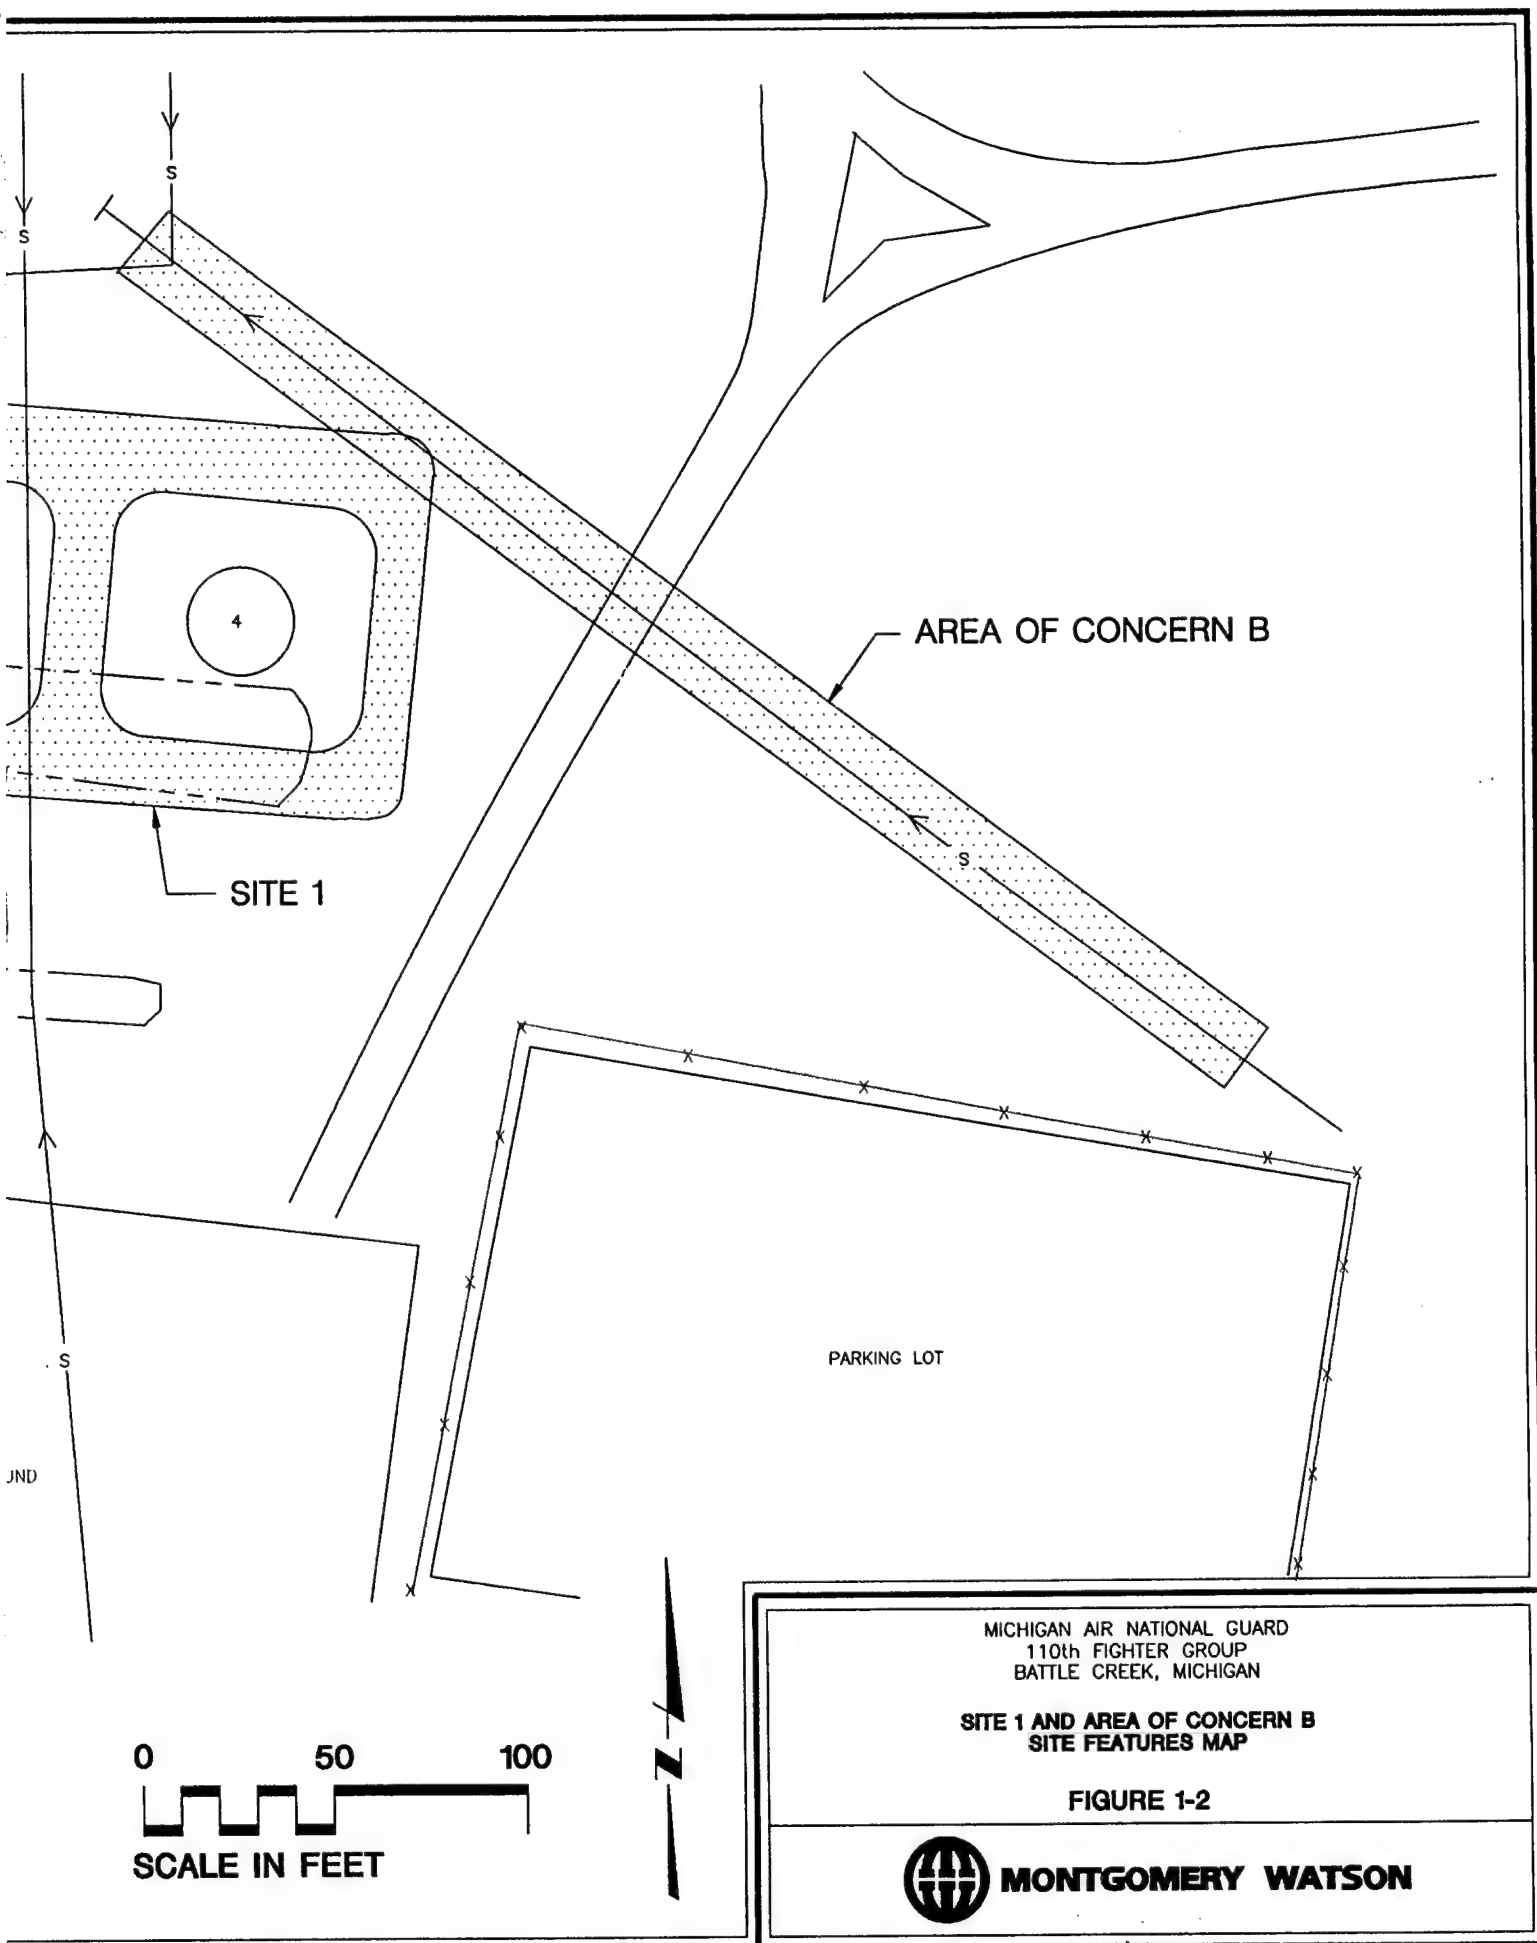 S
S
4
AREA OF CONCERN B
S
SITE 1
S
PARKING LOT
UND
0 50 100
SCALE IN FEET
N
MICHIGAN AIR NATIONAL GUARD
110th FIGHTER GROUP
BATTLE CREEK, MICHIGAN
SITE 1 AND AREA OF CONCERN B
SITE FEATURES MAP
FIGURE 1-2
MONTGOMERY WATSON